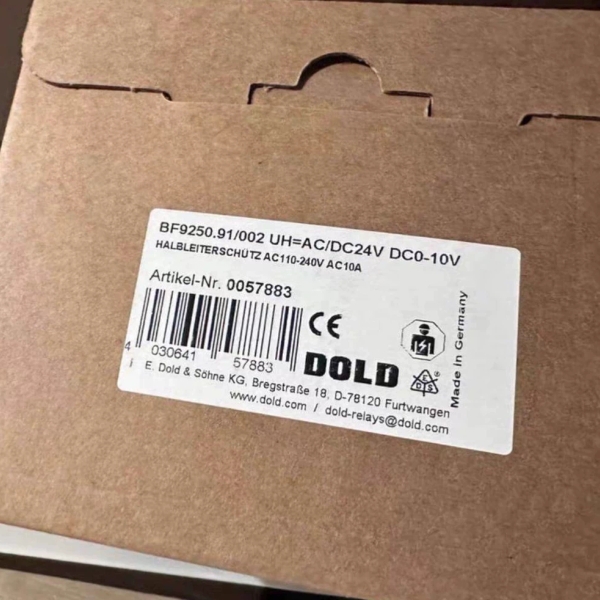 BF9250.91/002 UH=AC/DC24V DC0-10V
HALBLEITERSCHÜTZ AC110-240V AC10A
Artikel-Nr. 0057883
4 030641 57883
CE
DOLD
i E. Dold & Söhne KG, Bregstraße 18, D-78120 Furtwangen
www.dold.com / dold-relays@dold.com
Made in Germany